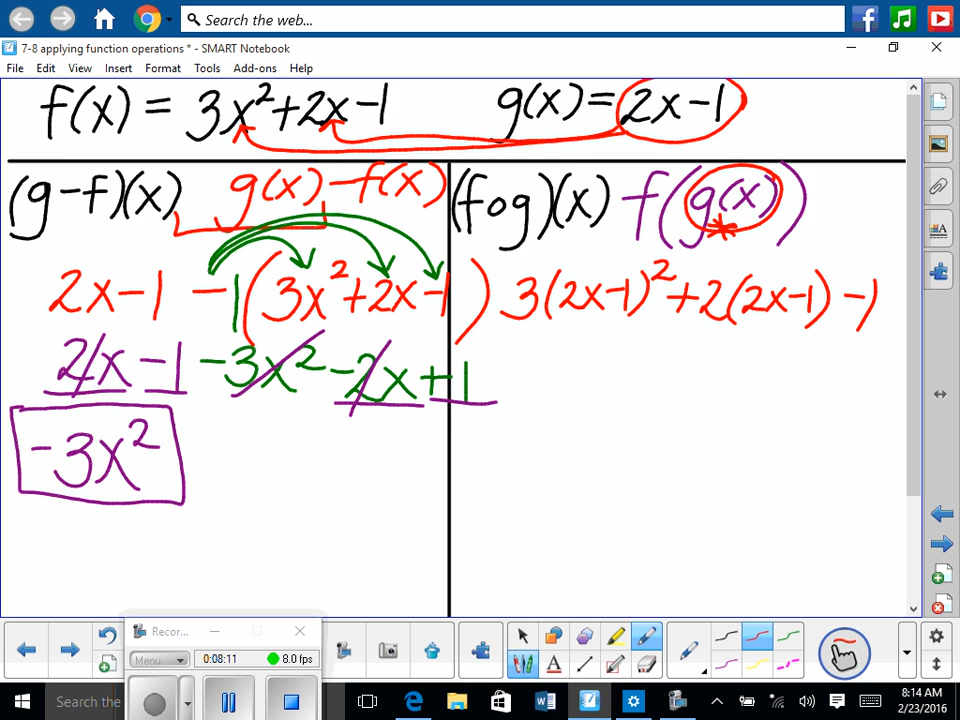 Search the web...
7-8 applying function operations * - SMART Notebook
File Edit View Insert Format Tools Add-ons Help
f(x) = 3x²+2x-1 g(x)=2x-1
(g-f)(x) g(x)-f(x)
2x-1 -1(3x²+2x-1)
2x-1 -3x²-2x+1
-3x²
(fog)(x) f(g(x))
3(2x-1)²+2(2x-1)-1
Recor...
Menu 0:08:11 8.0 fps
Search the
8:14 AM
2/23/2016